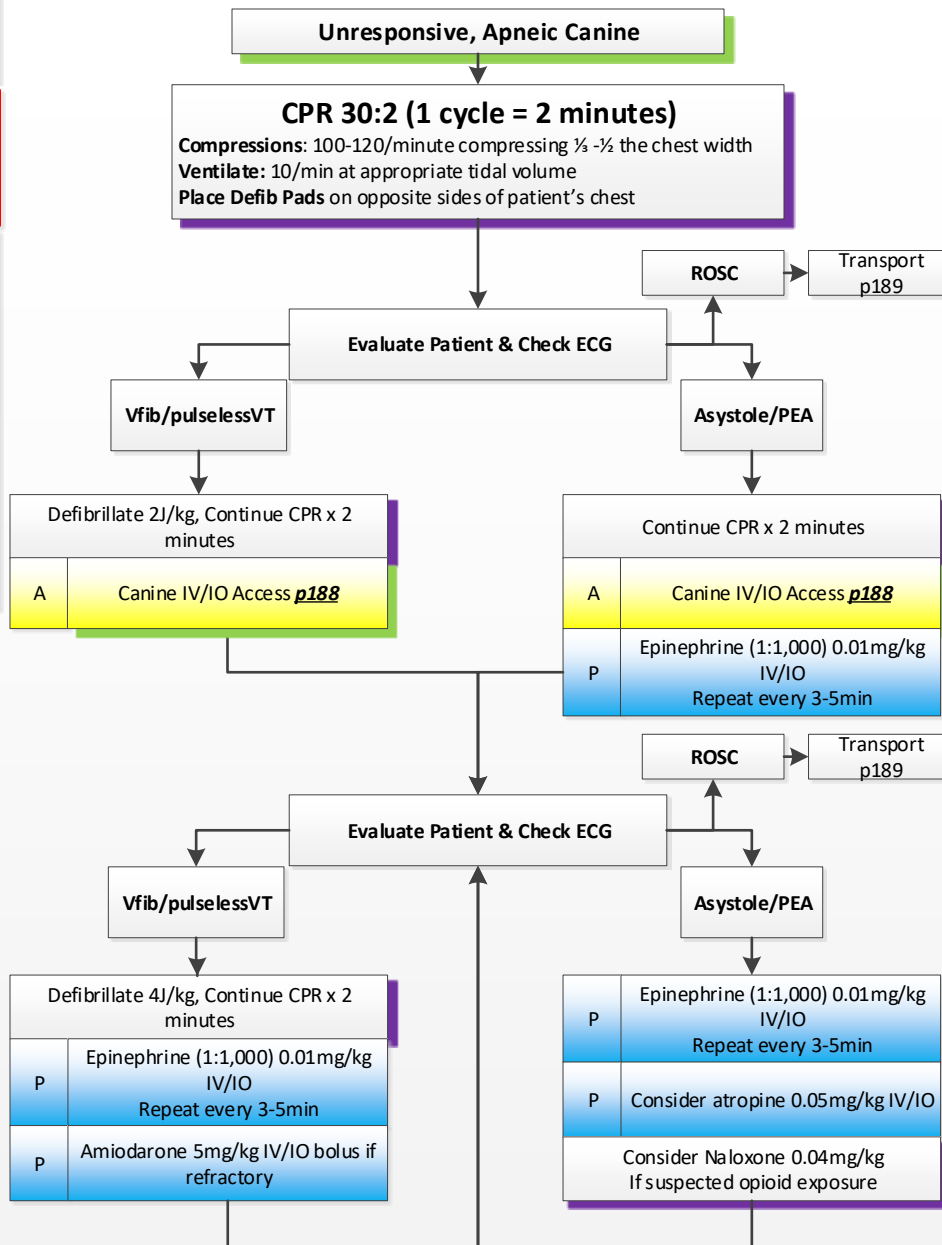 Unresponsive, Apneic Canine
CPR 30:2 (1 cycle = 2 minutes)
Compressions: 100-120/minute compressing ⅓ -½ the chest width
Ventilate: 10/min at appropriate tidal volume
Place Defib Pads on opposite sides of patient’s chest
ROSC
Transport
p189
Evaluate Patient & Check ECG
Vfib/pulselessVT
Asystole/PEA
Defibrillate 2J/kg, Continue CPR x 2
minutes
A
Canine IV/IO Access p188
Continue CPR x 2 minutes
A
Canine IV/IO Access p188
P
Epinephrine (1:1,000) 0.01mg/kg
IV/IO
Repeat every 3-5min
ROSC
Transport
p189
Evaluate Patient & Check ECG
Vfib/pulselessVT
Asystole/PEA
Defibrillate 4J/kg, Continue CPR x 2
minutes
P
Epinephrine (1:1,000) 0.01mg/kg
IV/IO
Repeat every 3-5min
P
Amiodarone 5mg/kg IV/IO bolus if
refractory
P
Epinephrine (1:1,000) 0.01mg/kg
IV/IO
Repeat every 3-5min
P
Consider atropine 0.05mg/kg IV/IO
Consider Naloxone 0.04mg/kg
If suspected opioid exposure